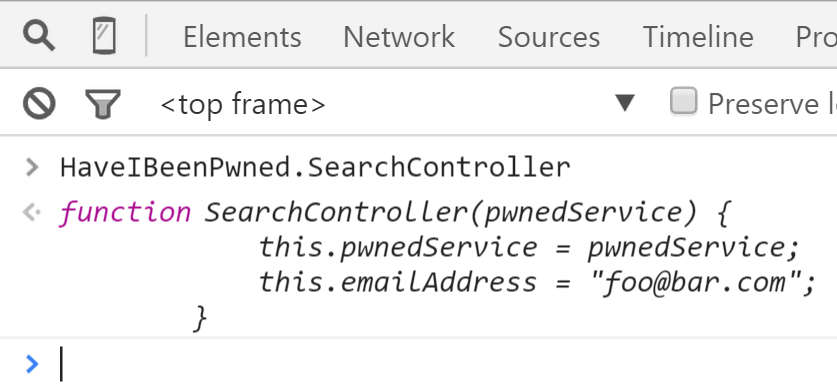 Elements Network Sources Timeline Pro
<top frame> ▼ Preserve l
> HaveIBeenPwned.SearchController
function SearchController(pwnedService) {
this.pwnedService = pwnedService;
this.emailAddress = "foo@bar.com";
}
>